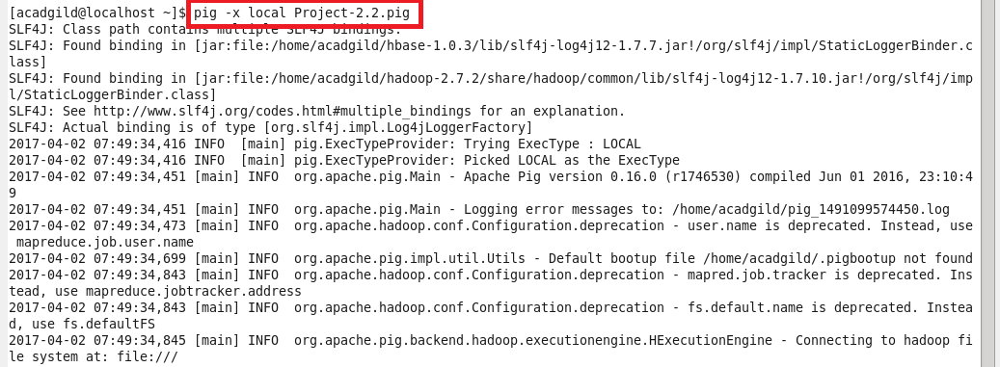 [acadgild@localhost ~]$ pig -x local Project-2.2.pig
SLF4J: Class path contains multiple SLF4J bindings.
SLF4J: Found binding in [jar:file:/home/acadgild/hbase-1.0.3/lib/slf4j-log4j12-1.7.7.jar!/org/slf4j/impl/StaticLoggerBinder.c
lass]
SLF4J: Found binding in [jar:file:/home/acadgild/hadoop-2.7.2/share/hadoop/common/lib/slf4j-log4j12-1.7.10.jar!/org/slf4j/imp
l/StaticLoggerBinder.class]
SLF4J: See http://www.slf4j.org/codes.html#multiple_bindings for an explanation.
SLF4J: Actual binding is of type [org.slf4j.impl.Log4jLoggerFactory]
2017-04-02 07:49:34,416 INFO  [main] pig.ExecTypeProvider: Trying ExecType : LOCAL
2017-04-02 07:49:34,416 INFO  [main] pig.ExecTypeProvider: Picked LOCAL as the ExecType
2017-04-02 07:49:34,451 [main] INFO  org.apache.pig.Main - Apache Pig version 0.16.0 (r1746530) compiled Jun 01 2016, 23:10:4
9
2017-04-02 07:49:34,451 [main] INFO  org.apache.pig.Main - Logging error messages to: /home/acadgild/pig_1491099574450.log
2017-04-02 07:49:34,473 [main] INFO  org.apache.hadoop.conf.Configuration.deprecation - user.name is deprecated. Instead, use
 mapreduce.job.user.name
2017-04-02 07:49:34,699 [main] INFO  org.apache.pig.impl.util.Utils - Default bootup file /home/acadgild/.pigbootup not found
2017-04-02 07:49:34,843 [main] INFO  org.apache.hadoop.conf.Configuration.deprecation - mapred.job.tracker is deprecated. Ins
tead, use mapreduce.jobtracker.address
2017-04-02 07:49:34,843 [main] INFO  org.apache.hadoop.conf.Configuration.deprecation - fs.default.name is deprecated. Instea
d, use fs.defaultFS
2017-04-02 07:49:34,845 [main] INFO  org.apache.pig.backend.hadoop.executionengine.HExecutionEngine - Connecting to hadoop fi
le system at: file:///